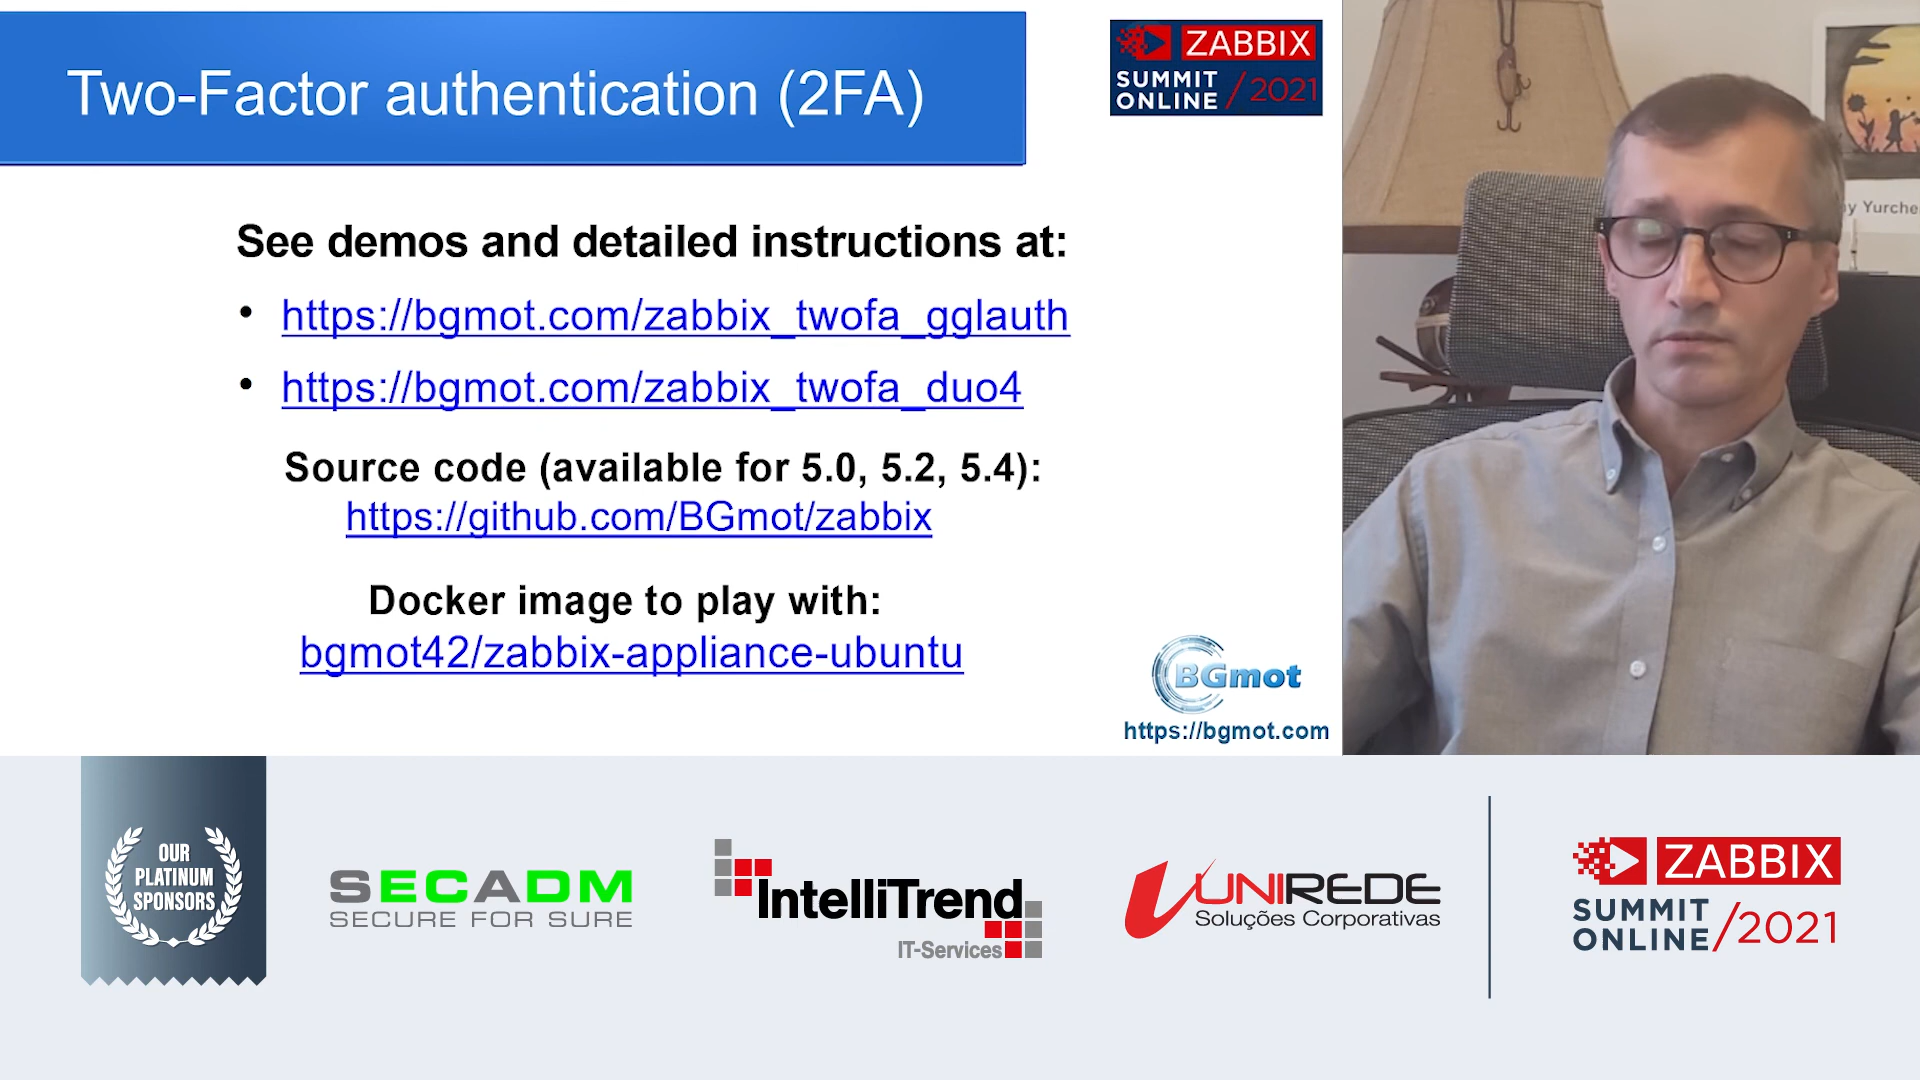 Two-Factor authentication (2FA)
ZABBIX
SUMMIT
ONLINE / 2021
See demos and detailed instructions at:
• https://bgmot.com/zabbix_twofa_gglauth
• https://bgmot.com/zabbix_twofa_duo4
Source code (available for 5.0, 5.2, 5.4):
https://github.com/BGmot/zabbix
Docker image to play with:
bgmot42/zabbix-appliance-ubuntu
BGmot
https://bgmot.com
OUR
PLATINUM
SPONSORS
SECADM
SECURE FOR SURE
IntelliTrend
IT-Services
UNIREDE
Soluções Corporativas
ZABBIX
SUMMIT
ONLINE / 2021